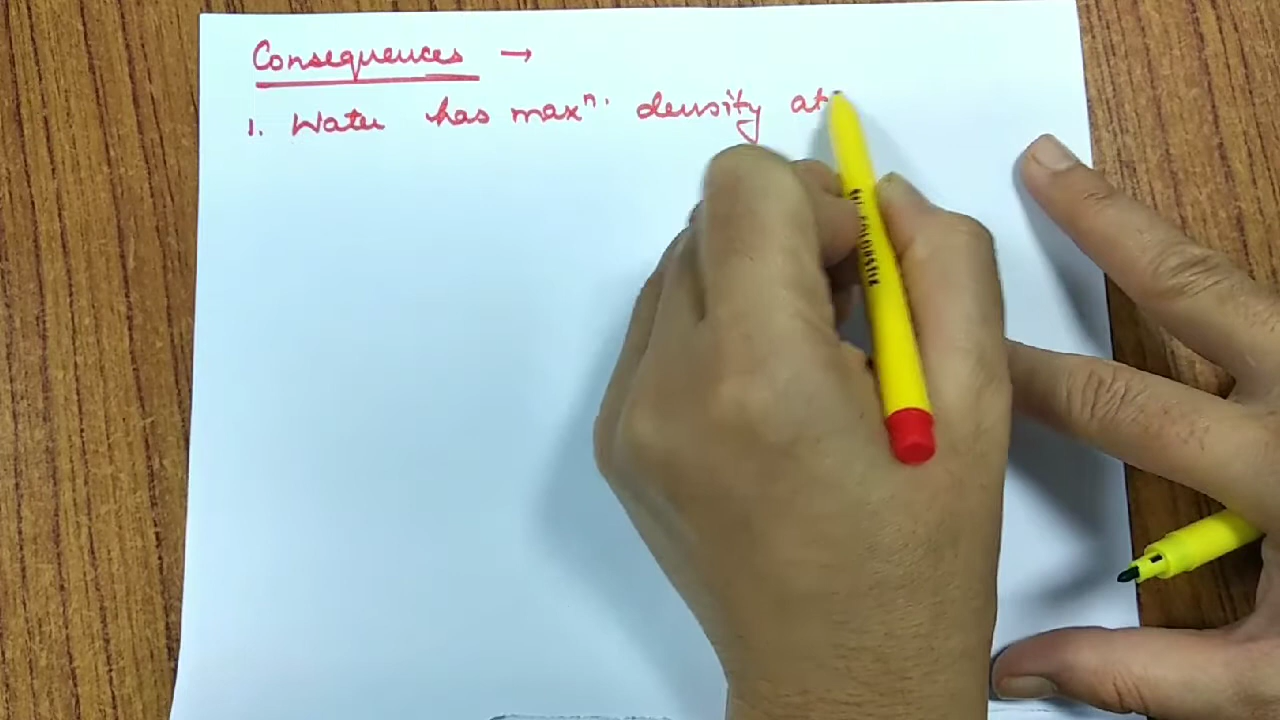 Consequences →
1. Water has maxⁿ. density at